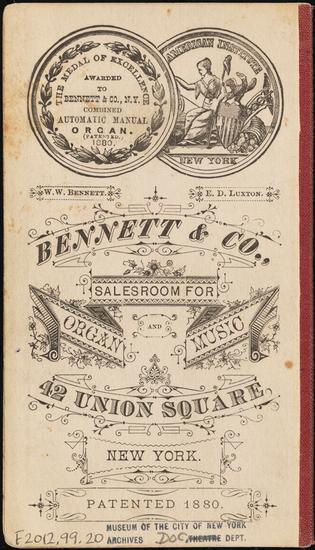 THE MEDAL OF EXCELLENCE
AWARDED
TO
BENNETT & CO., N.Y.
COMBINED
AUTOMATIC MANUAL
ORGAN.
(PATENTED.)
1880.
AMERICAN INSTITUTE
NEW YORK
W. W. BENNETT.
E. D. LUXTON.
BENNETT & CO.,
SALESROOM FOR
ORGAN AND MUSIC
42 UNION SQUARE
NEW YORK.
PATENTED 1880.
F2012.99.20
MUSEUM OF THE CITY OF NEW YORK
ARCHIVES DOC THEATRE DEPT.